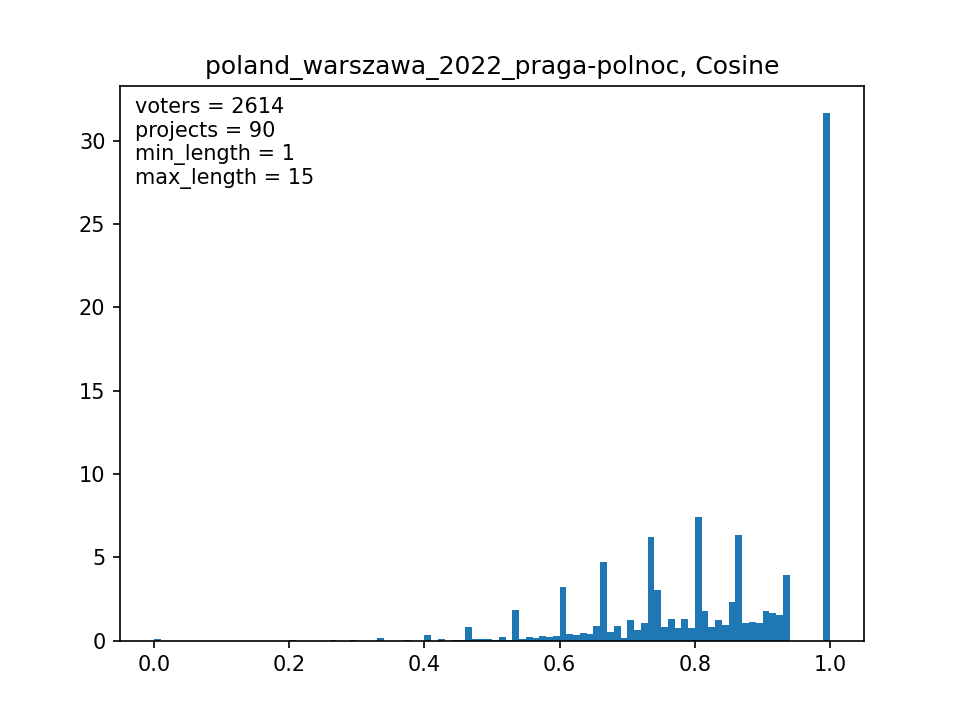 poland_warszawa_2022_praga-polnoc, Cosine
voters = 2614
projects = 90
min_length = 1
max_length = 15
30
25
20
15
10
5
0
0.0 0.2 0.4 0.6 0.8 1.0